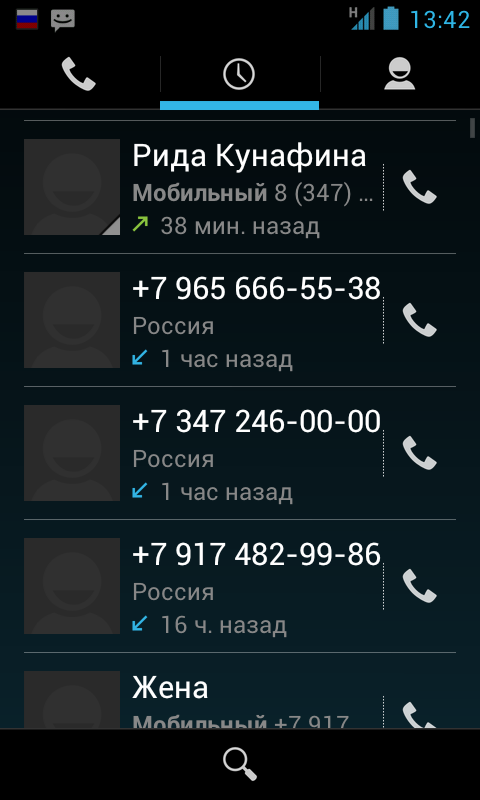 H 13:42
Рида Кунафина
Мобильный 8 (347) ...
38 мин. назад
+7 965 666-55-38
Россия
1 час назад
+7 347 246-00-00
Россия
1 час назад
+7 917 482-99-86
Россия
16 ч. назад
Жена
Мобильный +7 917